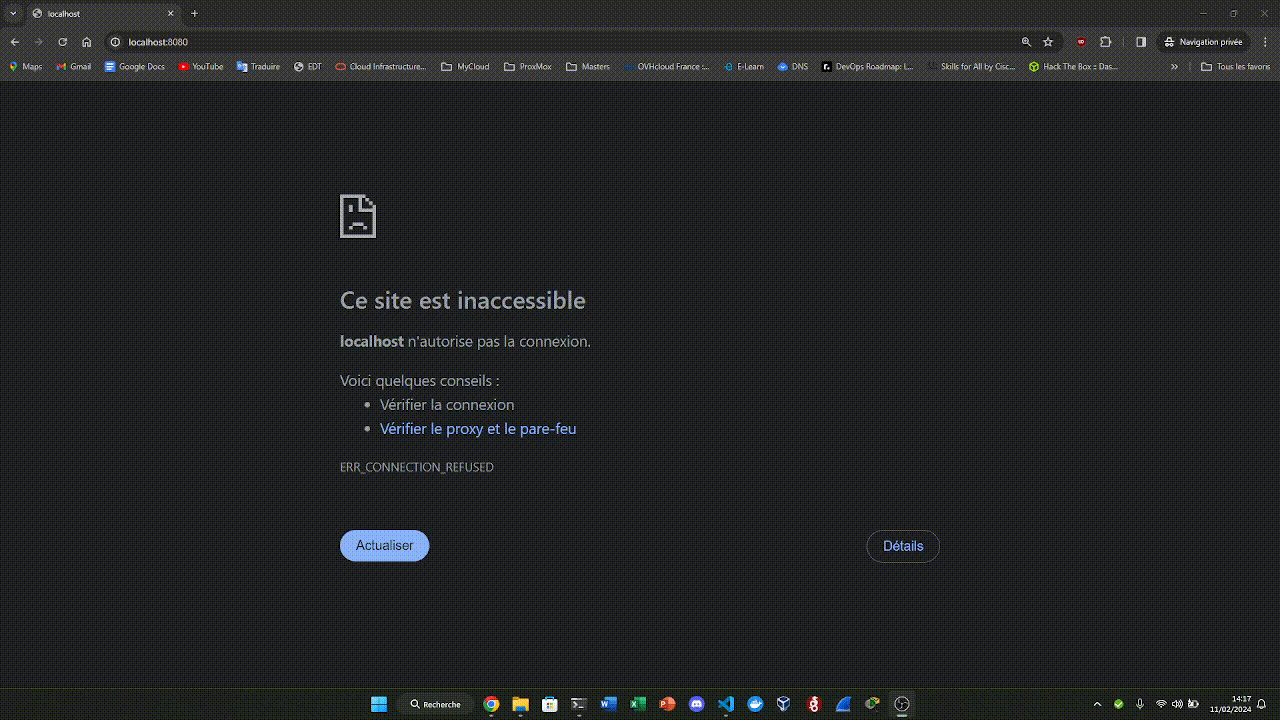 localhost
localhost:8080
Navigation privée
Maps
Gmail
Google Docs
YouTube
Traduire
EDT
Cloud Infrastructure...
MyCloud
ProxMox
Masters
OVHcloud France :...
E-Learn
DNS
DevOps Roadmap: L...
Skills for All by Cisc...
Hack The Box :: Das...
Tous les favoris
Ce site est inaccessible
localhost n'autorise pas la connexion.
Voici quelques conseils :
Vérifier la connexion
Vérifier le proxy et le pare-feu
ERR_CONNECTION_REFUSED
Actualiser
Détails
Recherche
14:17
11/02/2024